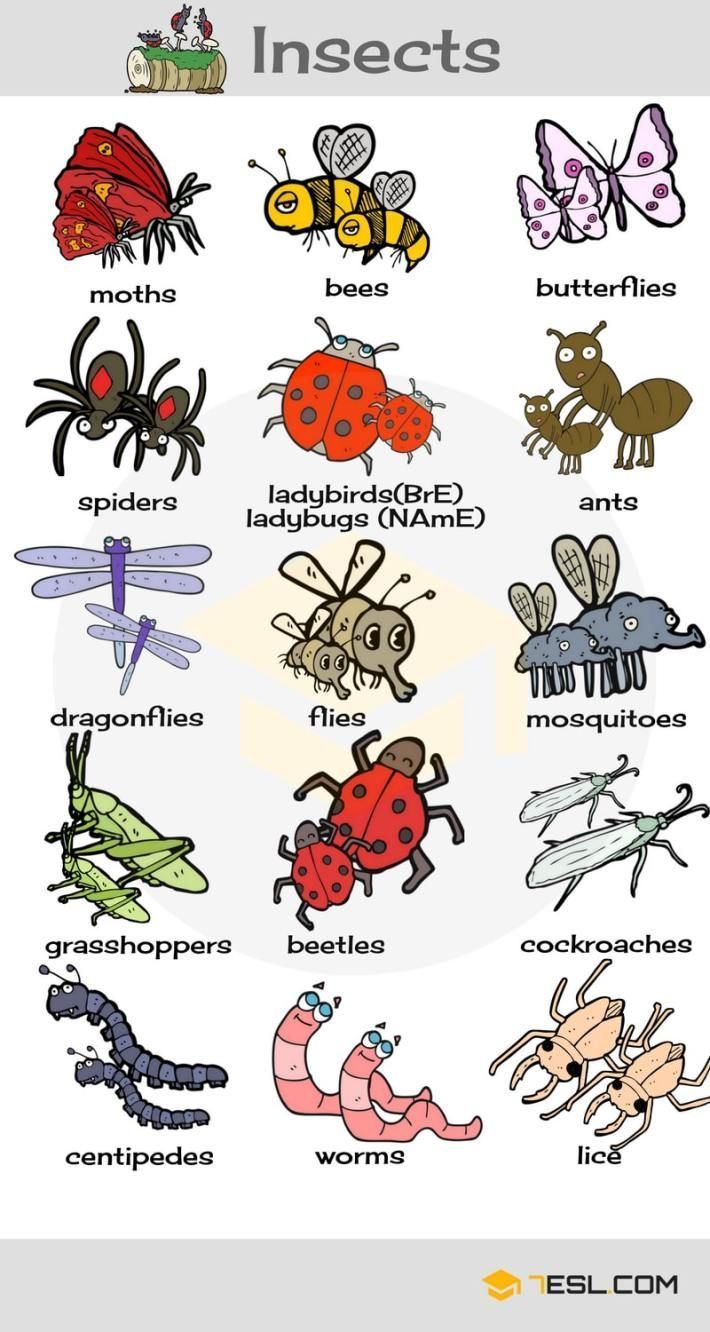 Insects
moths
bees
butterflies
spiders
ladybirds(BrE)
ladybugs (NAmE)
ants
dragonflies
flies
mosquitoes
grasshoppers
beetles
cockroaches
centipedes
worms
lice
7ESL.COM